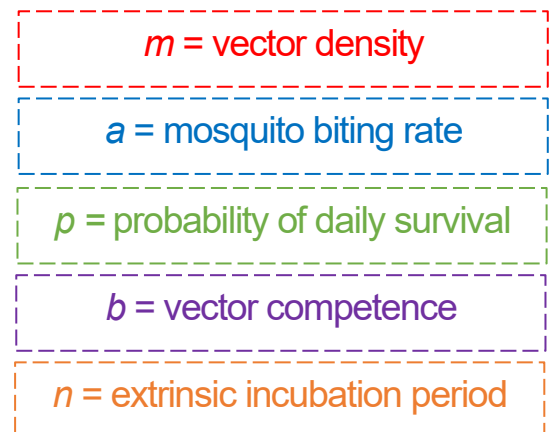 m = vector density
a = mosquito biting rate
p = probability of daily survival
b = vector competence
n = extrinsic incubation period